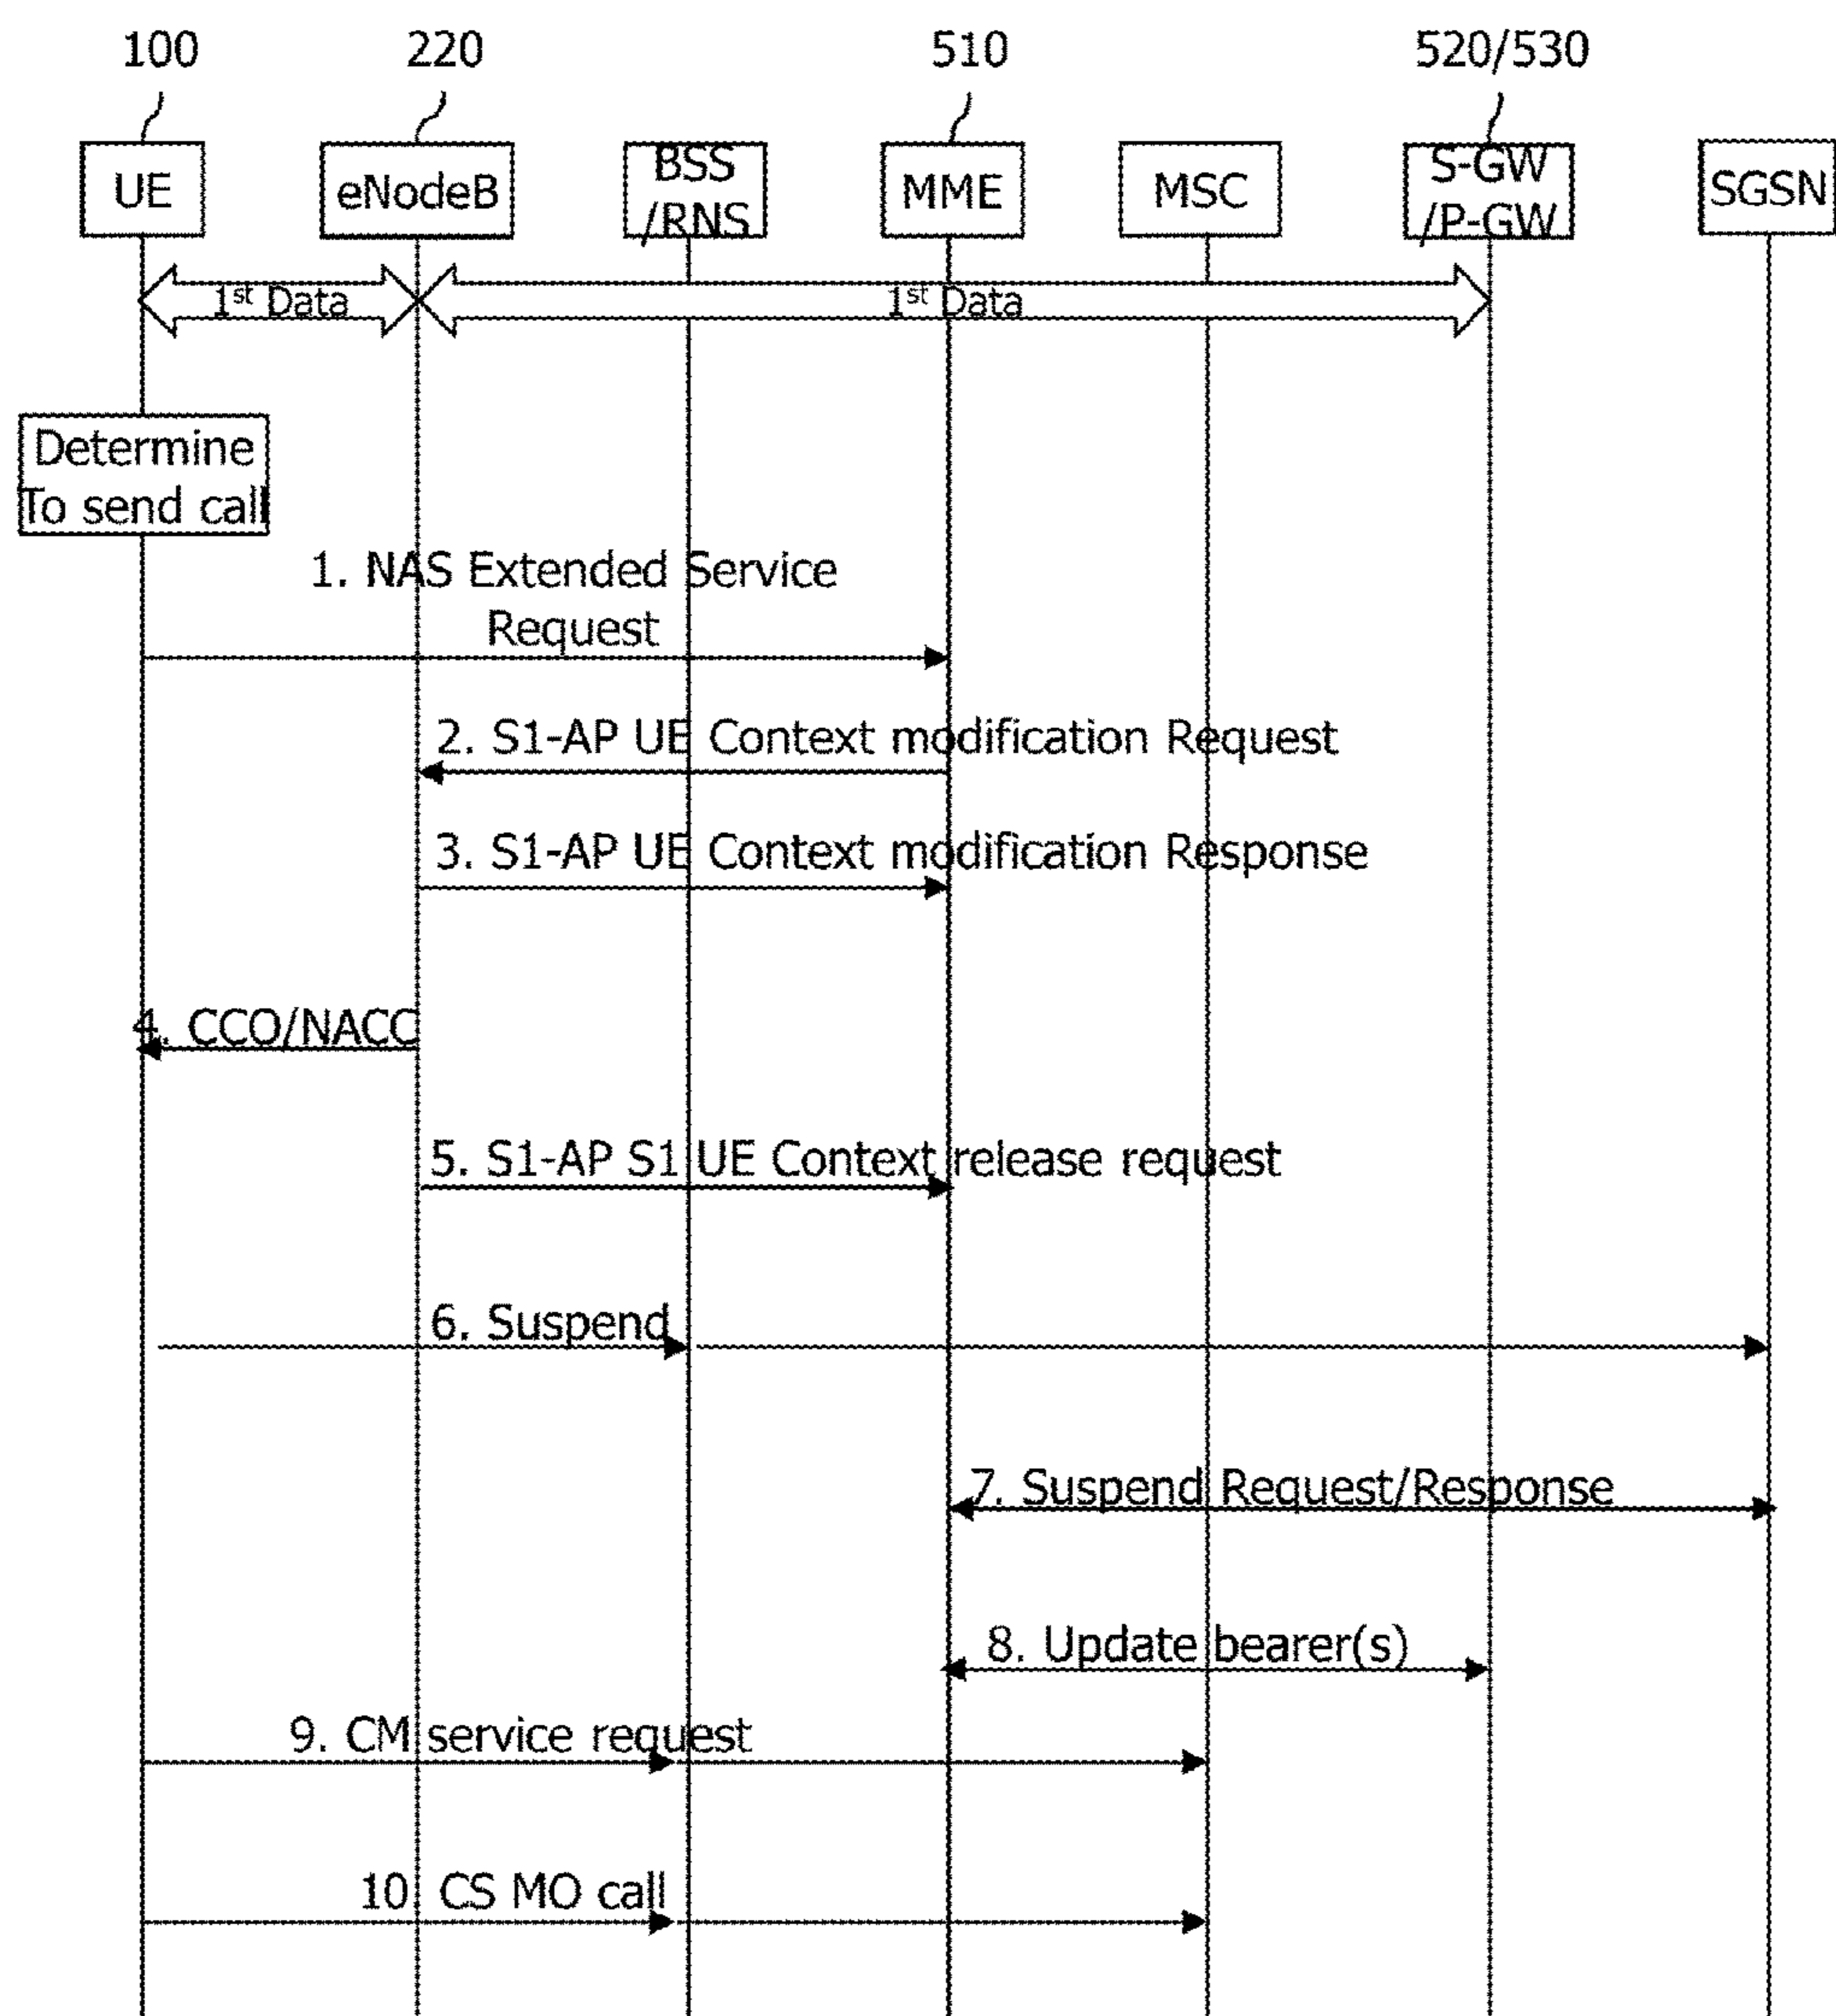 100
220
510
520/530
UE
eNodeB
BSS
/RNS
MME
MSC
S-GW
/P-GW
SGSN
1st Data
1st Data
Determine
To send call
1. NAS Extended Service
Request
2. S1-AP UE Context modification Request
3. S1-AP UE Context modification Response
4. CCO/NACC
5. S1-AP S1 UE Context release request
6. Suspend
7. Suspend Request/Response
8. Update bearer(s)
9. CM service request
10. CS MO call